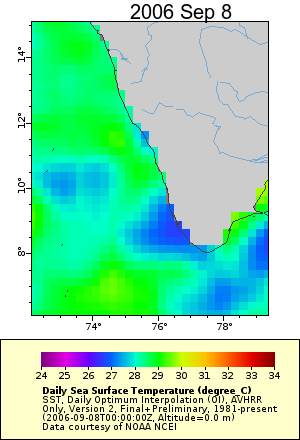 2006 Sep 8
14°
12°
10°
8°
74° 76° 78°
24 25 26 27 28 29 30 31 32 33 34
Daily Sea Surface Temperature (degree_C)
SST, Daily Optimum Interpolation (OI), AVHRR
Only, Version 2, Final+Preliminary, 1981-present
(2006-09-08T00:00:00Z, Altitude=0.0 m)
Data courtesy of NOAA NCEI